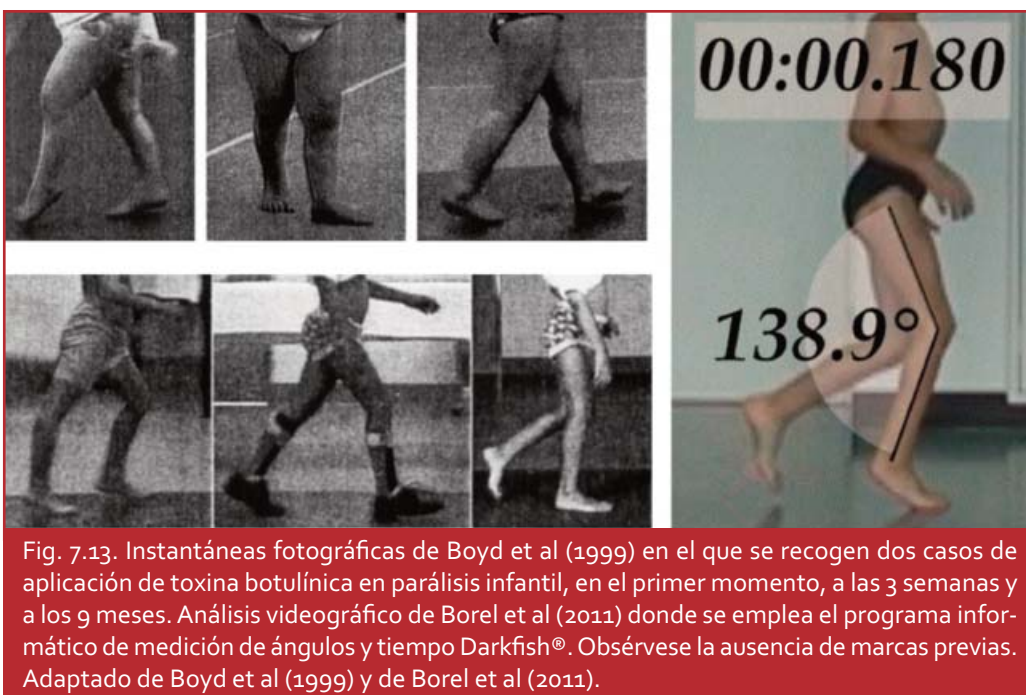 00:00.180
138.9°
Fig. 7.13. Instantáneas fotográficas de Boyd et al (1999) en el que se recogen dos casos de
aplicación de toxina botulínica en parálisis infantil, en el primer momento, a las 3 semanas y
a los 9 meses. Análisis videográfico de Borel et al (2011) donde se emplea el programa infor-
mático de medición de ángulos y tiempo Darkfish®. Obsérvese la ausencia de marcas previas.
Adaptado de Boyd et al (1999) y de Borel et al (2011).